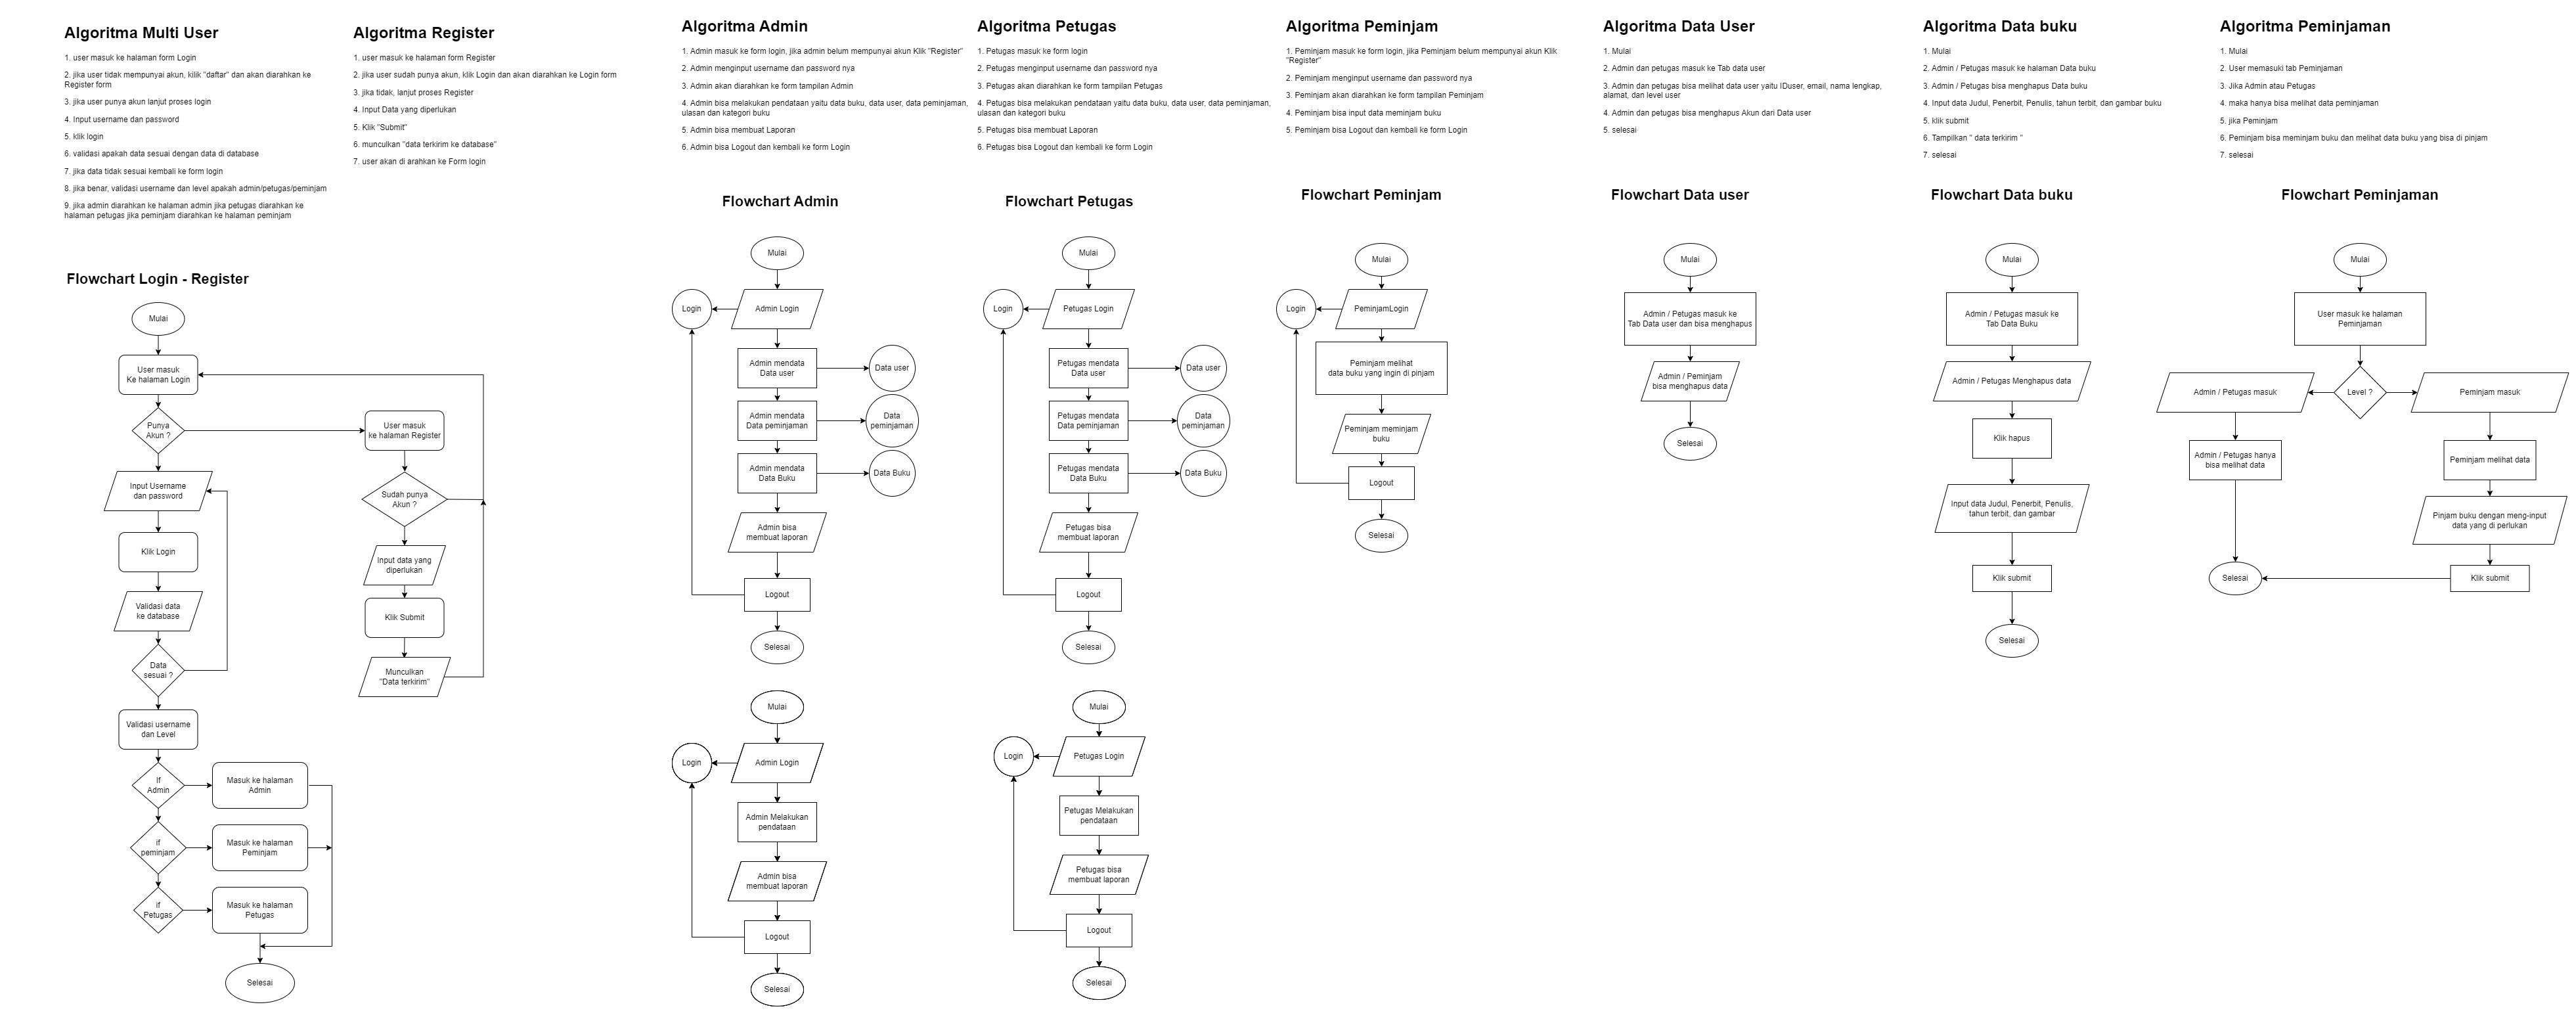 Algoritma Multi User
1. user masuk ke halaman form Login
2. jika user tidak mempunyai akun, kilik "daftar" dan akan diarahkan ke
Register form
3. jika user punya akun lanjut proses login
4. Input username dan password
5. klik login
6. validasi apakah data sesuai dengan data di database
7. jika data tidak sesuai kembali ke form login
8. jika benar, validasi username dan level apakah admin/petugas/peminjam
9. jika admin diarahkan ke halaman admin jika petugas diarahkan ke
halaman petugas jika peminjam diarahkan ke halaman peminjam
Algoritma Register
1. user masuk ke halaman form Register
2. jika user sudah punya akun, klik Login dan akan diarahkan ke Login form
3. jika tidak, lanjut proses Register
4. Input Data yang diperlukan
5. Klik "Submit"
6. munculkan "data terkirim ke database"
7. user akan di arahkan ke Form login
Algoritma Admin
1. Admin masuk ke form login, jika admin belum mempunyai akun Klik "Register"
2. Admin menginput username dan password nya
3. Admin akan diarahkan ke form tampilan Admin
4. Admin bisa melakukan pendataan yaitu data buku, data user, data peminjaman,
ulasan dan kategori buku
5. Admin bisa membuat Laporan
6. Admin bisa Logout dan kembali ke form Login
Algoritma Petugas
1. Petugas masuk ke form login
2. Petugas menginput username dan password nya
3. Petugas akan diarahkan ke form tampilan Petugas
4. Petugas bisa melakukan pendataan yaitu data buku, data user, data peminjaman,
ulasan dan kategori buku
5. Petugas bisa membuat Laporan
6. Petugas bisa Logout dan kembali ke form Login
Algoritma Peminjam
1. Peminjam masuk ke form login, jika Peminjam belum mempunyai akun Klik
"Register"
2. Peminjam menginput username dan password nya
3. Peminjam akan diarahkan ke form tampilan Peminjam
4. Peminjam bisa input data meminjam buku
5. Peminjam bisa Logout dan kembali ke form Login
Algoritma Data User
1. Mulai
2. Admin dan petugas masuk ke Tab data user
3. Admin dan petugas bisa melihat data user yaitu IDuser, email, nama lengkap,
alamat, dan level user
4. Admin dan petugas bisa menghapus Akun dari Data user
5. selesai
Algoritma Data buku
1. Mulai
2. Admin / Petugas masuk ke halaman Data buku
3. Admin / Petugas bisa menghapus Data buku
4. Input data Judul, Penerbit, Penulis, tahun terbit, dan gambar buku
5. klik submit
6. Tampilkan " data terkirim "
7. selesai
Algoritma Peminjaman
1. Mulai
2. User memasuki tab Peminjaman
3. Jika Admin atau Petugas
4. maka hanya bisa melihat data peminjaman
5. jika Peminjam
6. Peminjam bisa meminjam buku dan melihat data buku yang bisa di pinjam
7. selesai
Flowchart Login - Register
Mulai
User masuk
Ke halaman Login
Punya
Akun ?
Input Username
dan password
Klik Login
Validasi data
ke database
Data
sesuai ?
Validasi username
dan Level
If
Admin
Masuk ke halaman
Admin
if
peminjam
Masuk ke halaman
Peminjam
if
Petugas
Masuk ke halaman
Petugas
Selesai
User masuk
ke halaman Register
Sudah punya
Akun ?
Input data yang
diperlukan
Klik Submit
Munculkan
"Data terkirim"
Flowchart Admin
Mulai
Login
Admin Login
Admin mendata
Data user
Data user
Admin mendata
Data peminjaman
Data
peminjaman
Admin mendata
Data Buku
Data Buku
Admin bisa
membuat laporan
Logout
Selesai
Mulai
Login
Admin Login
Admin Melakukan
pendataan
Admin bisa
membuat laporan
Logout
Selesai
Flowchart Petugas
Mulai
Login
Petugas Login
Petugas mendata
Data user
Data user
Petugas mendata
Data peminjaman
Data
peminjaman
Petugas mendata
Data Buku
Data Buku
Petugas bisa
membuat laporan
Logout
Selesai
Mulai
Login
Petugas Login
Petugas Melakukan
pendataan
Petugas bisa
membuat laporan
Logout
Selesai
Flowchart Peminjam
Mulai
Login
PeminjamLogin
Peminjam melihat
data buku yang ingin di pinjam
Peminjam meminjam
buku
Logout
Selesai
Flowchart Data user
Mulai
Admin / Petugas masuk ke
Tab Data user dan bisa menghapus
Admin / Peminjam
bisa menghapus data
Selesai
Flowchart Data buku
Mulai
Admin / Petugas masuk ke
Tab Data Buku
Admin / Petugas Menghapus data
Klik hapus
Input data Judul, Penerbit, Penulis,
tahun terbit, dan gambar
Klik submit
Selesai
Flowchart Peminjaman
Mulai
User masuk ke halaman
Peminjaman
Level ?
Admin / Petugas masuk
Admin / Petugas hanya
bisa melihat data
Selesai
Peminjam masuk
Peminjam melihat data
Pinjam buku dengan meng-input
data yang di perlukan
Klik submit